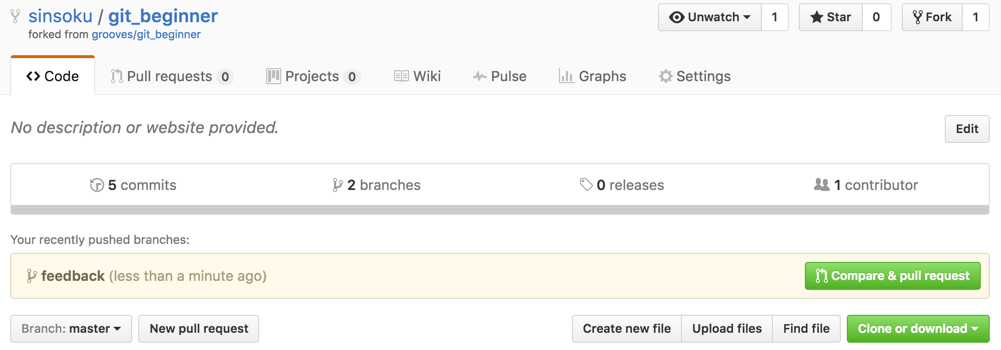 sinsoku / git_beginner
forked from grooves/git_beginner
Unwatch 1 Star 0 Fork 1
Code Pull requests 0 Projects 0 Wiki Pulse Graphs Settings
No description or website provided.
Edit
5 commits 2 branches 0 releases 1 contributor
Your recently pushed branches:
feedback (less than a minute ago)
Compare & pull request
Branch: master New pull request Create new file Upload files Find file Clone or download